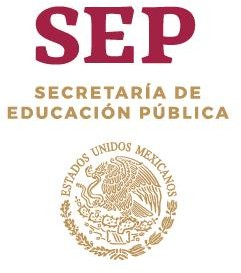 SEP
SECRETARÍA DE
EDUCACIÓN PÚBLICA
ESTADOS UNIDOS MEXICANOS